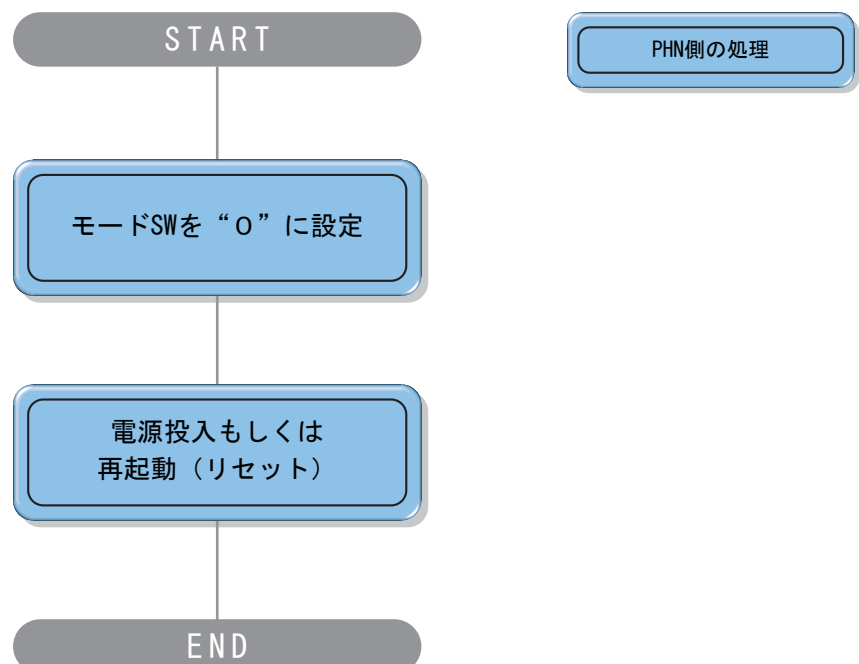 START
PHN側の処理
モードSWを“０”に設定
電源投入もしくは
再起動（リセット）
END